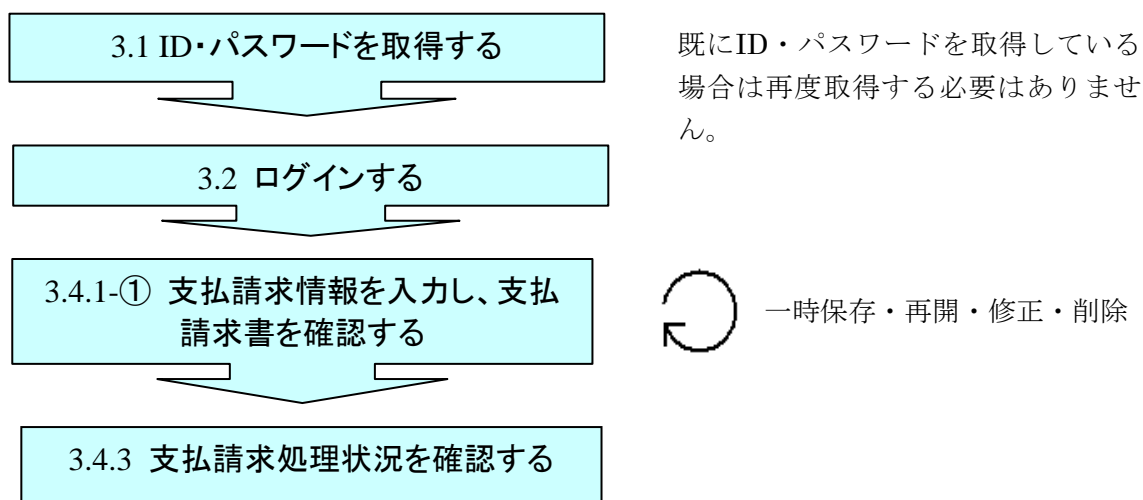 3.1 ID・パスワードを取得する
既にID・パスワードを取得している
場合は再度取得する必要はありませ
ん。
3.2 ログインする
3.4.1-① 支払請求情報を入力し、支払
請求書を確認する
一時保存・再開・修正・削除
3.4.3 支払請求処理状況を確認する